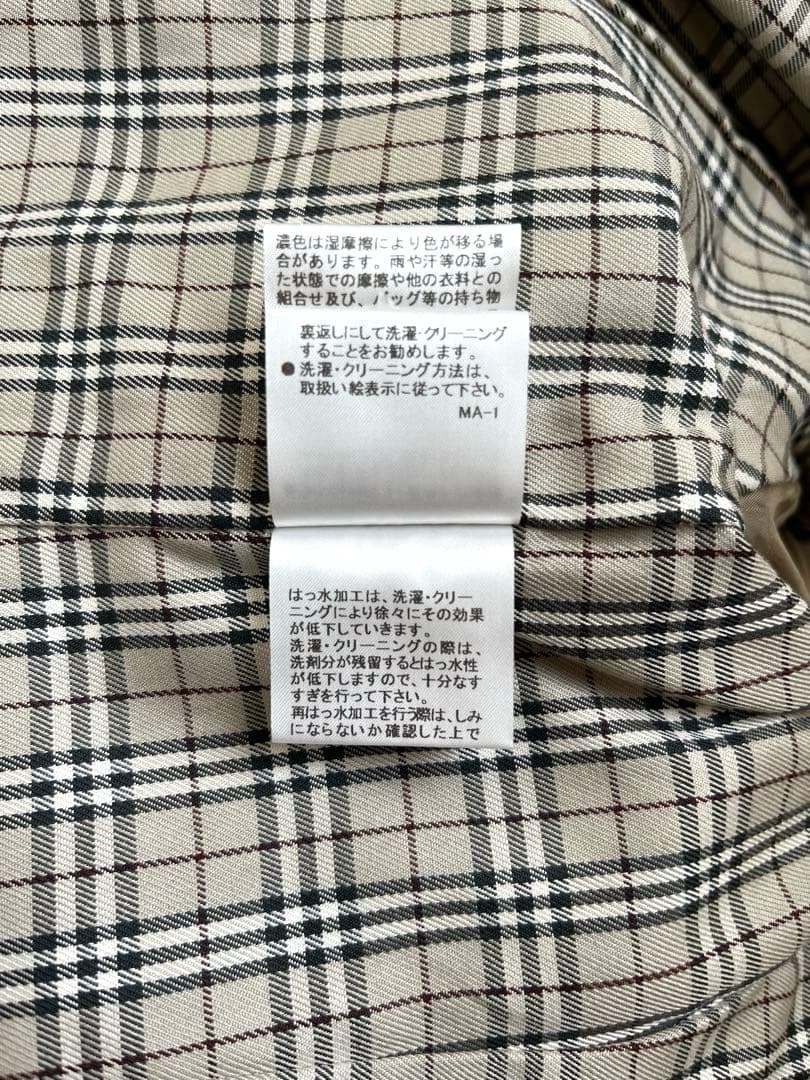 濃色は湿摩擦により色が移る場
合があります。雨や汗等の湿っ
た状態での摩擦や他の衣料との
組合せ及び、バッグ等の持ち物
裏返しにして洗濯・クリーニング
することをお勧めします。
●洗濯・クリーニング方法は、
取扱い絵表示に従って下さい。
MA-1
はっ水加工は、洗濯・クリー
ニングにより徐々にその効果
が低下していきます。
洗濯・クリーニングの際は、
洗剤分が残留するとはっ水性
が低下しますので、十分なす
すぎを行って下さい。
再はっ水加工を行う際は、しみ
にならないか確認した上で